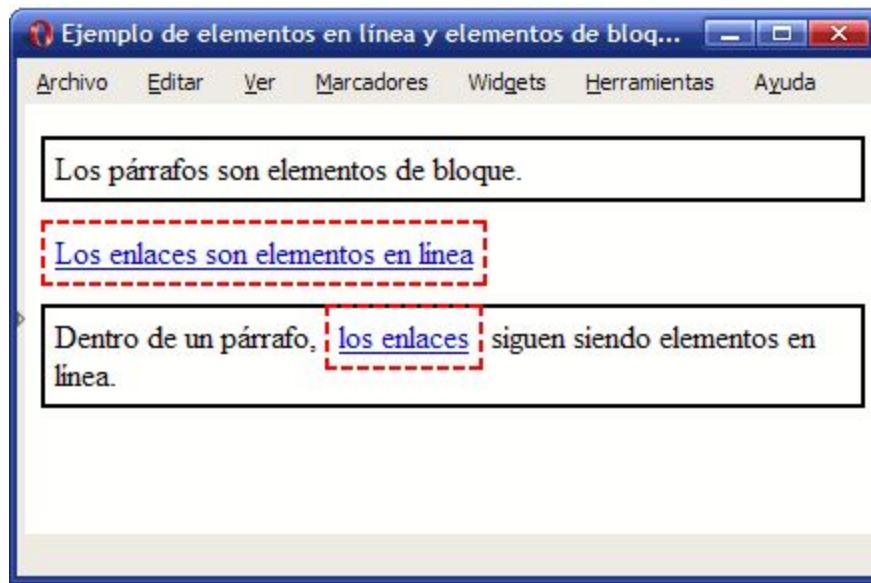 Ejemplo de elementos en línea y elementos de bloq...
Archivo Editar Ver Marcadores Widgets Herramientas Ayuda
Los párrafos son elementos de bloque.
Los enlaces son elementos en línea
Dentro de un párrafo, los enlaces siguen siendo elementos en
línea.